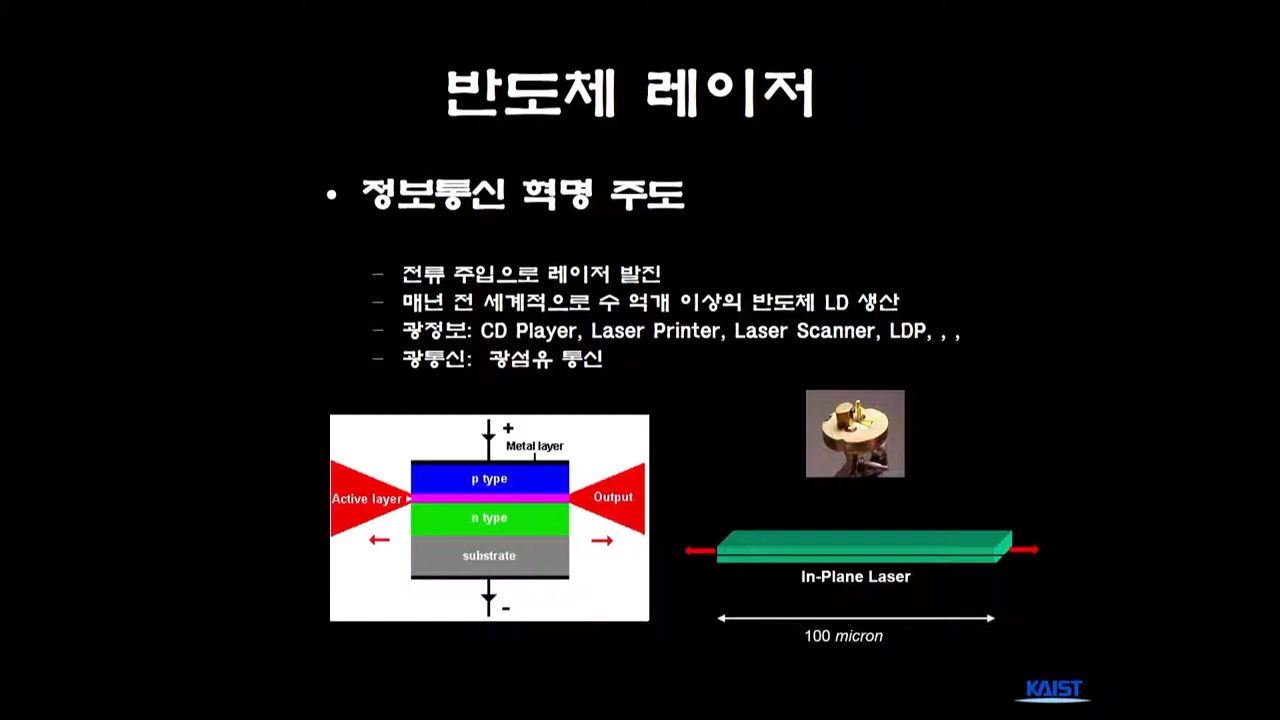 반도체 레이저
• 정보통신 혁명 주도
– 전류 주입으로 레이저 발진
– 매년 전 세계적으로 수 억개 이상의 반도체 LD 생산
– 광정보: CD Player, Laser Printer, Laser Scanner, LDP, , ,
– 광통신: 광섬유 통신
+
Metal layer
p type
Active layer
Output
n type
substrate
-
In-Plane Laser
100 micron
KAIST